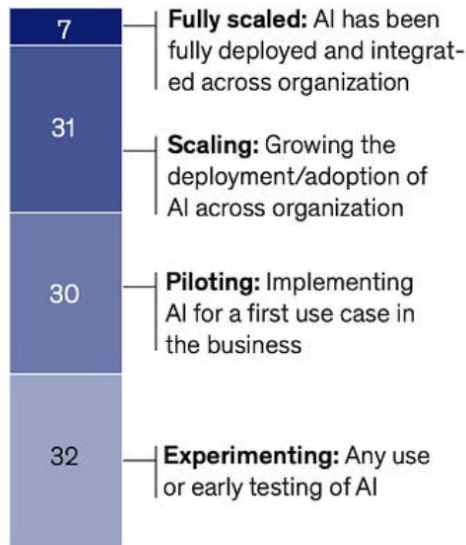 7
Fully scaled: AI has been
fully deployed and integrat-
ed across organization
31
Scaling: Growing the
deployment/adoption of
AI across organization
30
Piloting: Implementing
AI for a first use case in
the business
32
Experimenting: Any use
or early testing of AI